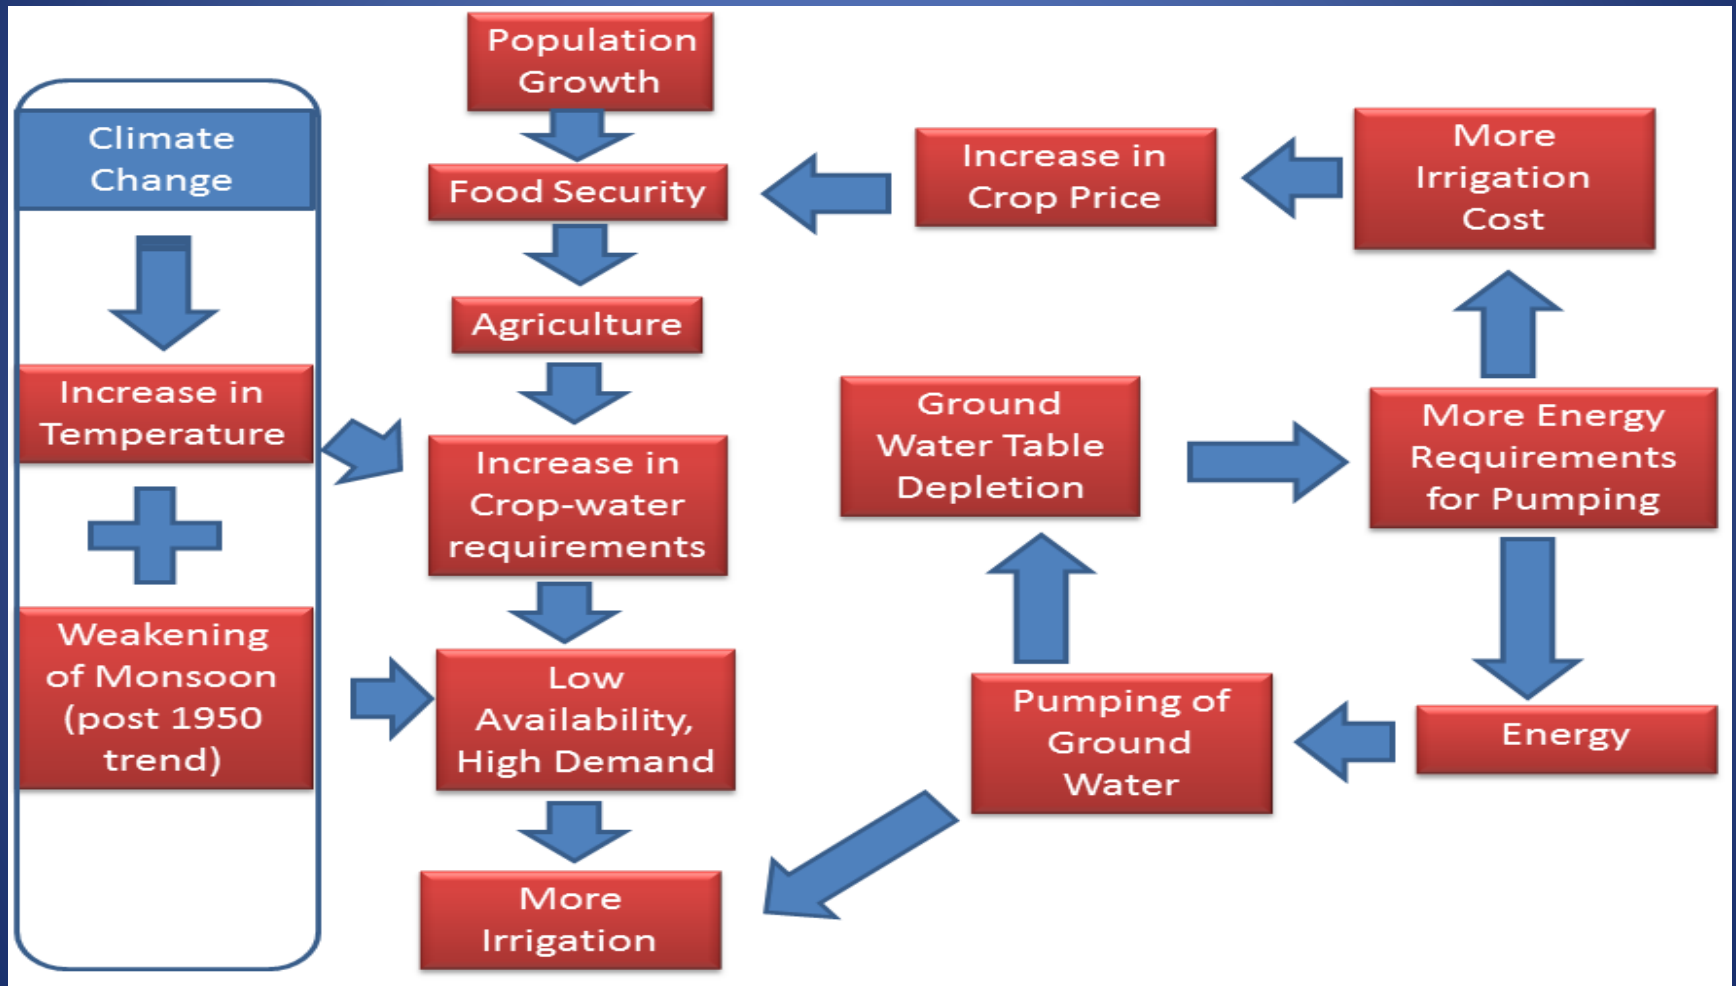 Population
Growth
Climate
Change
Food Security
Increase in
Crop Price
More
Irrigation
Cost
Agriculture
Increase in
Temperature
Ground
Water Table
Depletion
More Energy
Requirements
for Pumping
Increase in
Crop-water
requirements
Weakening
of Monsoon
(post 1950
trend)
Low
Availability,
High Demand
Pumping of
Ground
Water
Energy
More
Irrigation